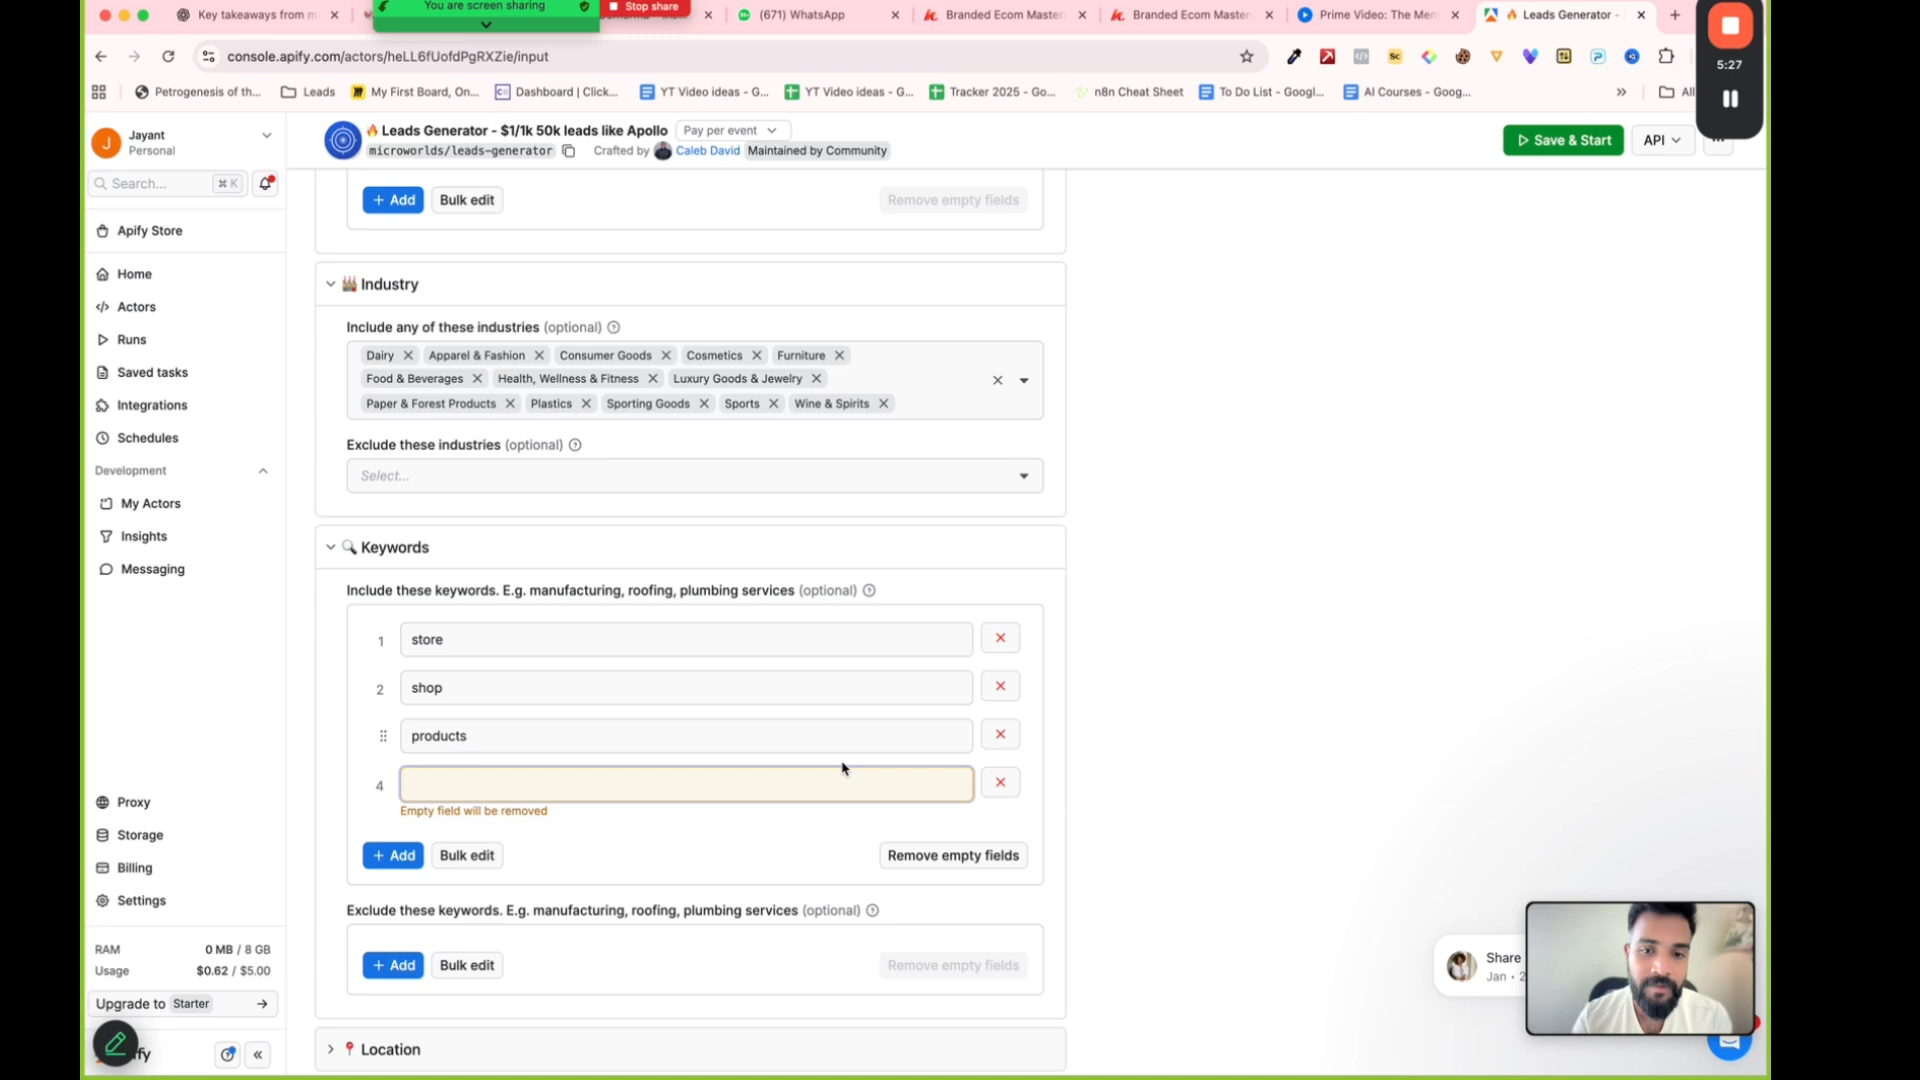 You are screen sharing
Stop share
5:27
Key takeaways from m
(671) WhatsApp
Branded Ecom Master
Branded Ecom Master
Prime Video: The Men
Leads Generator -
console.apify.com/actors/heLL6fUofdPgRXZie/input
Petrogenesis of th...
Leads
My First Board, On...
Dashboard | Click...
YT Video ideas - G...
YT Video ideas - G...
Tracker 2025 - Go...
n8n Cheat Sheet
To Do List - Googl...
AI Courses - Goog...
All
Jayant
Personal
Search...
⌘ K
Apify Store
Home
Actors
Runs
Saved tasks
Integrations
Schedules
Development
My Actors
Insights
Messaging
Proxy
Storage
Billing
Settings
RAM 0 MB / 8 GB
Usage $0.62 / $5.00
Upgrade to Starter
fy
Leads Generator - $1/1k 50k leads like Apollo
Pay per event
microworlds/leads-generator
Crafted by Caleb David
Maintained by Community
Save & Start
API
+ Add
Bulk edit
Remove empty fields
Industry
Include any of these industries (optional)
Dairy
Apparel & Fashion
Consumer Goods
Cosmetics
Furniture
Food & Beverages
Health, Wellness & Fitness
Luxury Goods & Jewelry
Paper & Forest Products
Plastics
Sporting Goods
Sports
Wine & Spirits
Exclude these industries (optional)
Select...
Keywords
Include these keywords. E.g. manufacturing, roofing, plumbing services (optional)
1 store
2 shop
products
4
Empty field will be removed
+ Add
Bulk edit
Remove empty fields
Exclude these keywords. E.g. manufacturing, roofing, plumbing services (optional)
+ Add
Bulk edit
Remove empty fields
Location
Share
Jan • 2